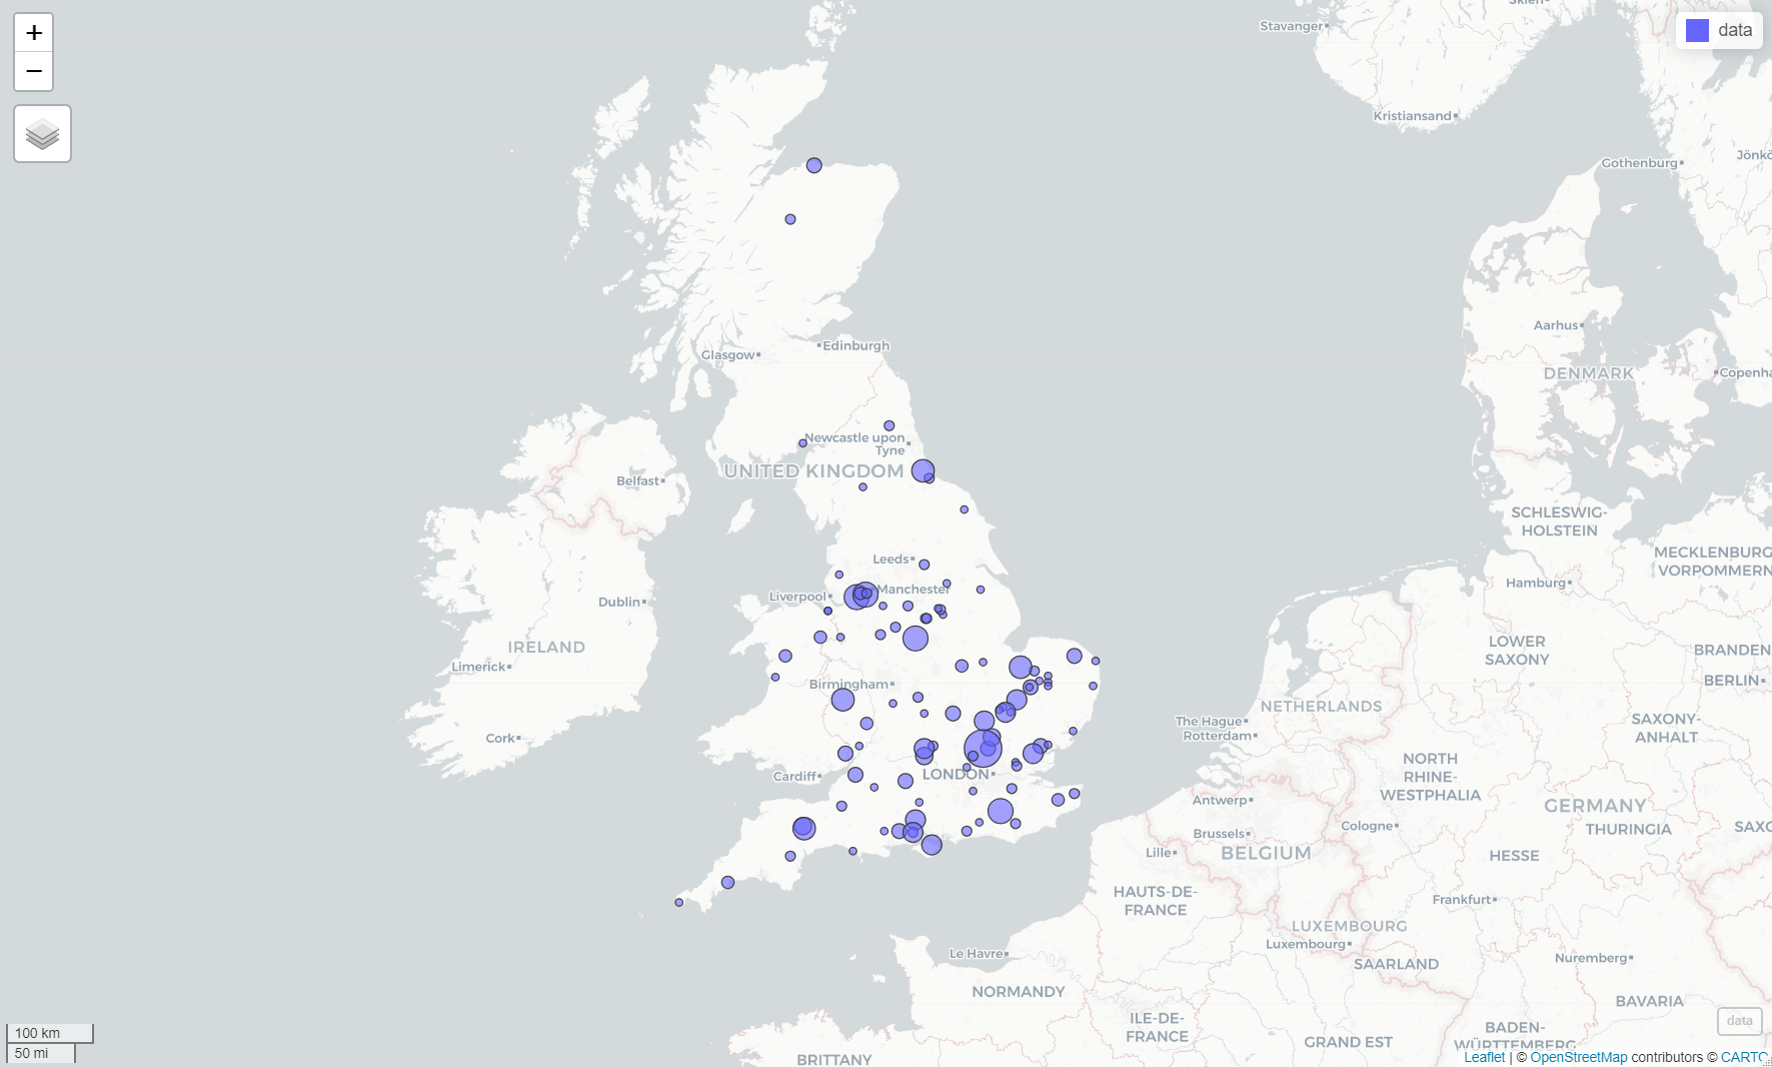 +
−
data
Skien
Stavanger
Kristiansand
Gothenburg
Glasgow
Edinburgh
Aarhus
DENMARK
Newcastle upon
Tyne
UNITED KINGDOM
Belfast
SCHLESWIG-
HOLSTEIN
MECKLENBURG
VORPOMMERN
Leeds
Manchester
Liverpool
Hamburg
Dublin
IRELAND
LOWER
SAXONY
BRANDEN
Limerick
Birmingham
BERLIN
NETHERLANDS
The Hague
Rotterdam
SAXONY-
ANHALT
Cork
Cardiff
LONDON
NORTH
RHINE-
WESTPHALIA
Antwerp
GERMANY
Cologne
THURINGIA
SAXO
Brussels
BELGIUM
Lille
HESSE
HAUTS-DE-
FRANCE
Frankfurt
LUXEMBOURG
Luxembourg
Le Havre
SAARLAND
Nuremberg
NORMANDY
BAVARIA
ILE-DE-
FRANCE
GRAND EST
BADEN-
WÜRTTEMBERG
BRITTANY
100 km
50 mi
data
Leaflet | © OpenStreetMap contributors © CARTO